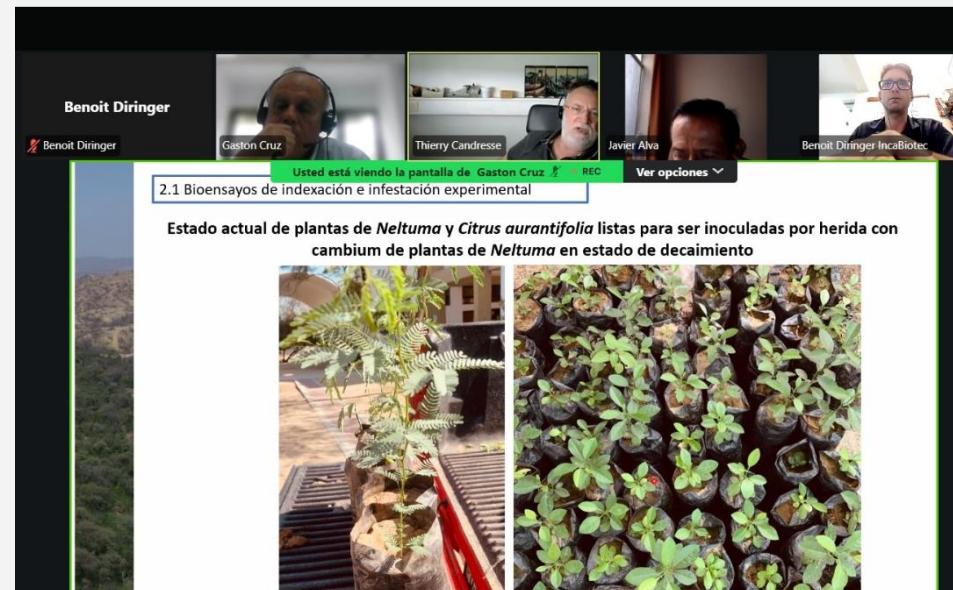 Benoit Diringer
Benoit Diringer
Gaston Cruz
Thierry Candresse
Javier Alva
Benoit Diringer IncaBiotec
Usted está viendo la pantalla de Gaston Cruz
REC
Ver opciones
2.1 Bioensayos de indexación e infestación experimental
Estado actual de plantas de Neltuma y Citrus aurantifolia listas para ser inoculadas por herida con
cambium de plantas de Neltuma en estado de decaimiento